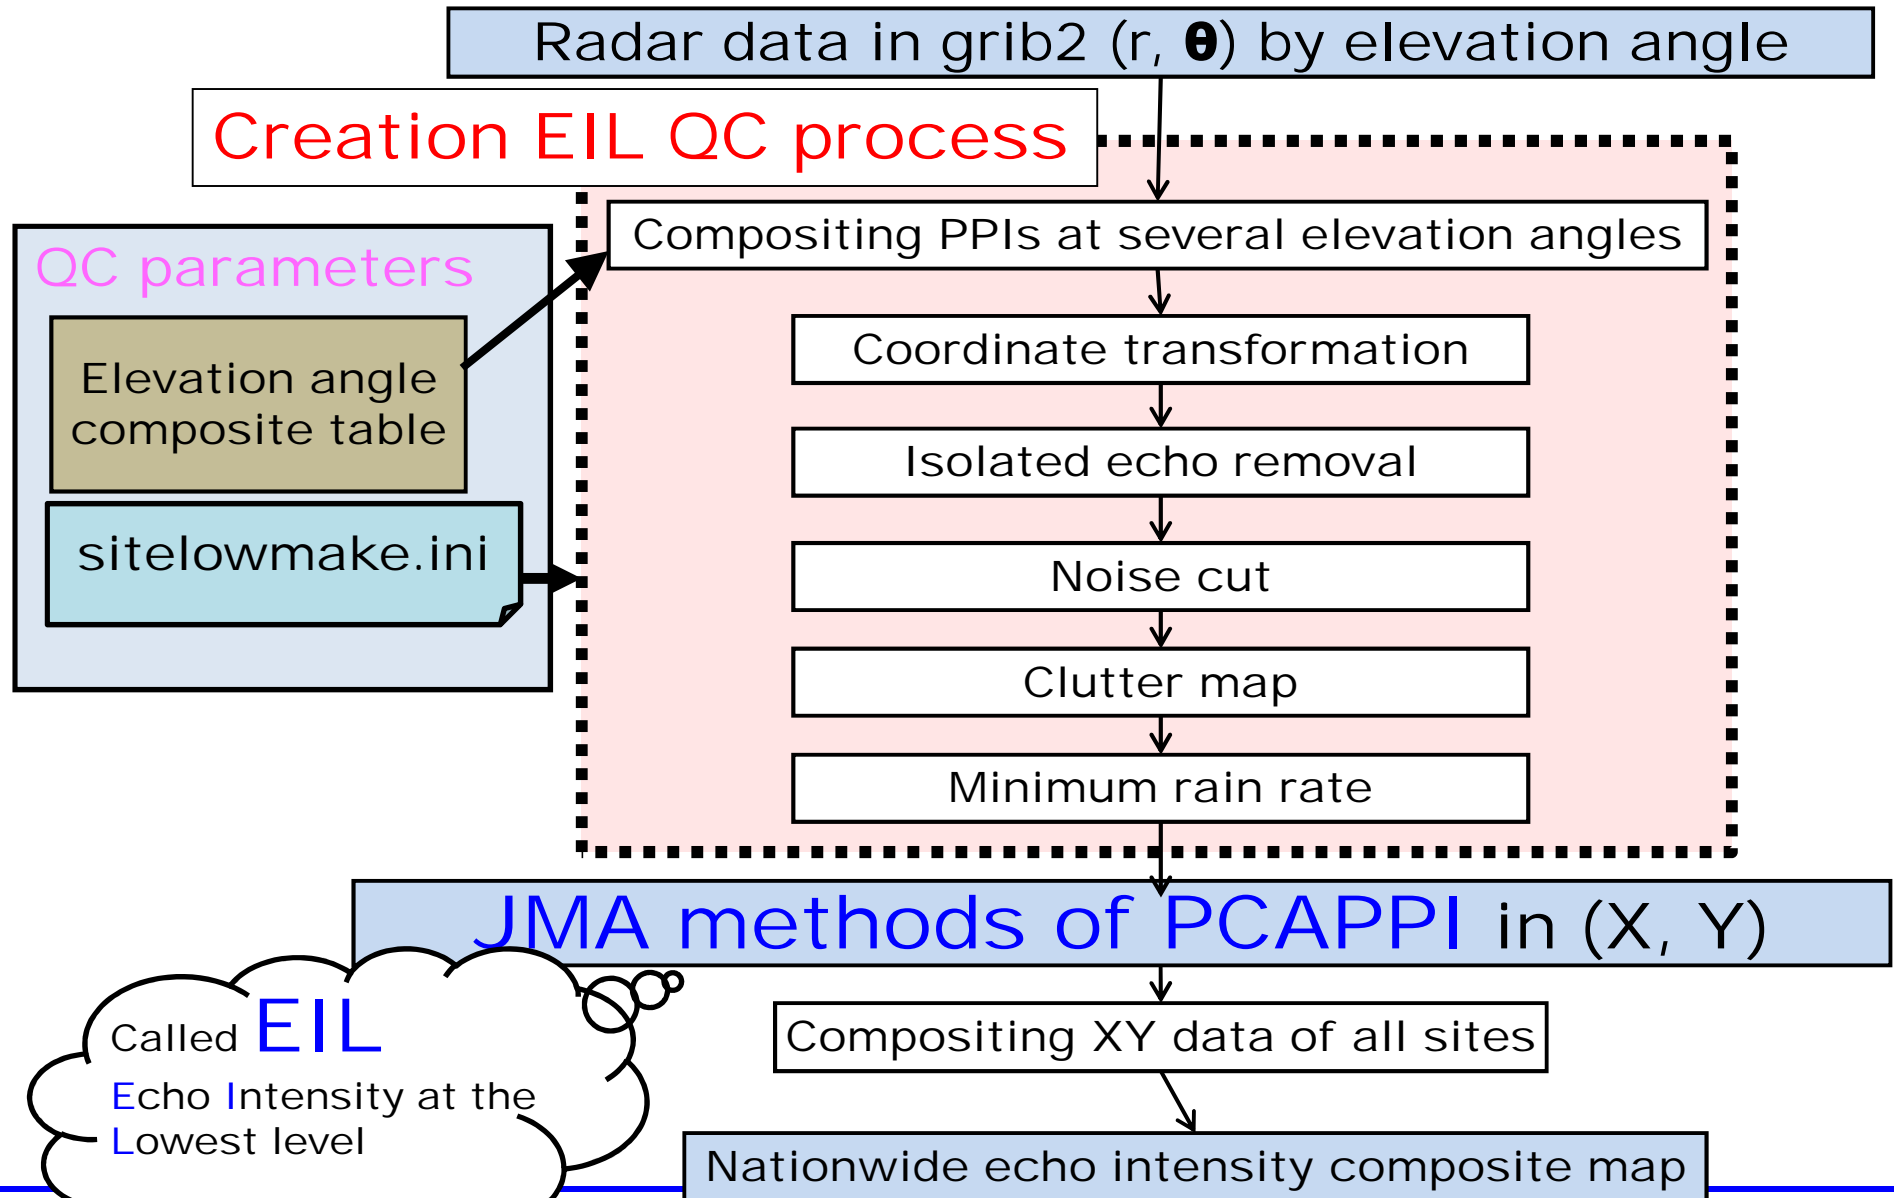 Radar data in grib2 (r, θ) by elevation angle
Creation EIL QC process
Compositing PPIs at several elevation angles
QC parameters
Elevation angle
composite table
sitelowmake.ini
Coordinate transformation
Isolated echo removal
Noise cut
Clutter map
Minimum rain rate
JMA methods of PCAPPI in (X, Y)
Called EIL
Echo Intensity at the
Lowest level
Compositing XY data of all sites
Nationwide echo intensity composite map